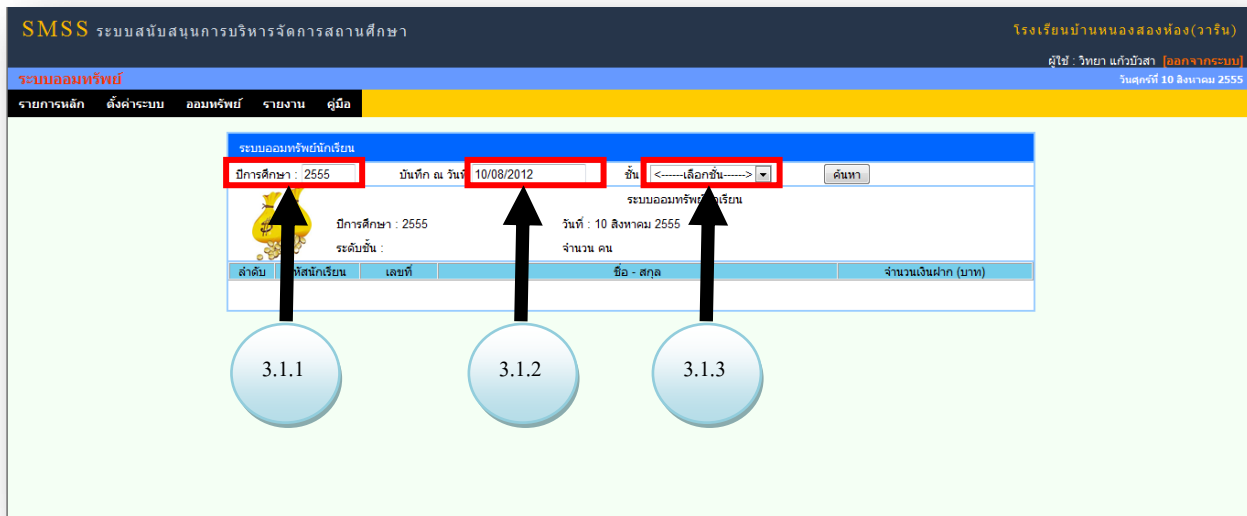 SMSS ระบบสนับสนุนการบริหารจัดการสถานศึกษา
โรงเรียนบ้านหนองสองห้อง(วาริน)
ผู้ใช้ : วิทยา แก้วบัวสา [ออกจากระบบ]
ระบบออมทรัพย์
วันศุกร์ที่ 10 สิงหาคม 2555
รายการหลัก ตั้งค่าระบบ ออมทรัพย์ รายงาน คู่มือ
ระบบออมทรัพย์นักเรียน
ปีการศึกษา : 2555 บันทึก ณ วันที่ 10/08/2012 ชั้น <------เลือกชั้น------> ค้นหา
ระบบออมทรัพย์นักเรียน
ปีการศึกษา : 2555 วันที่ : 10 สิงหาคม 2555
ระดับชั้น : จำนวน คน
ลำดับ รหัสนักเรียน เลขที่ ชื่อ - สกุล จำนวนเงินฝาก (บาท)
3.1.1 3.1.2 3.1.3